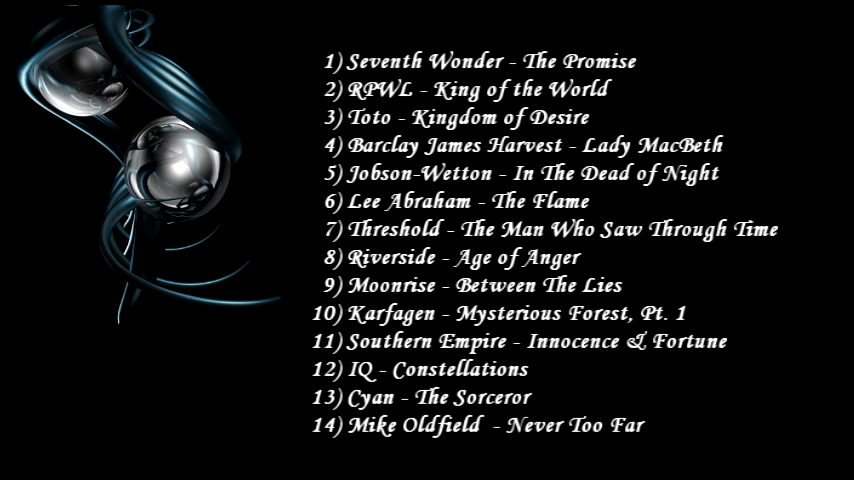 1) Seventh Wonder - The Promise
2) RPWL - King of the World
3) Toto - Kingdom of Desire
4) Barclay James Harvest - Lady MacBeth
5) Jobson-Wetton - In The Dead of Night
6) Lee Abraham - The Flame
7) Threshold - The Man Who Saw Through Time
8) Riverside - Age of Anger
9) Moonrise - Between The Lies
10) Karfagen - Mysterious Forest, Pt. 1
11) Southern Empire - Innocence & Fortune
12) IQ - Constellations
13) Cyan - The Sorceror
14) Mike Oldfield - Never Too Far